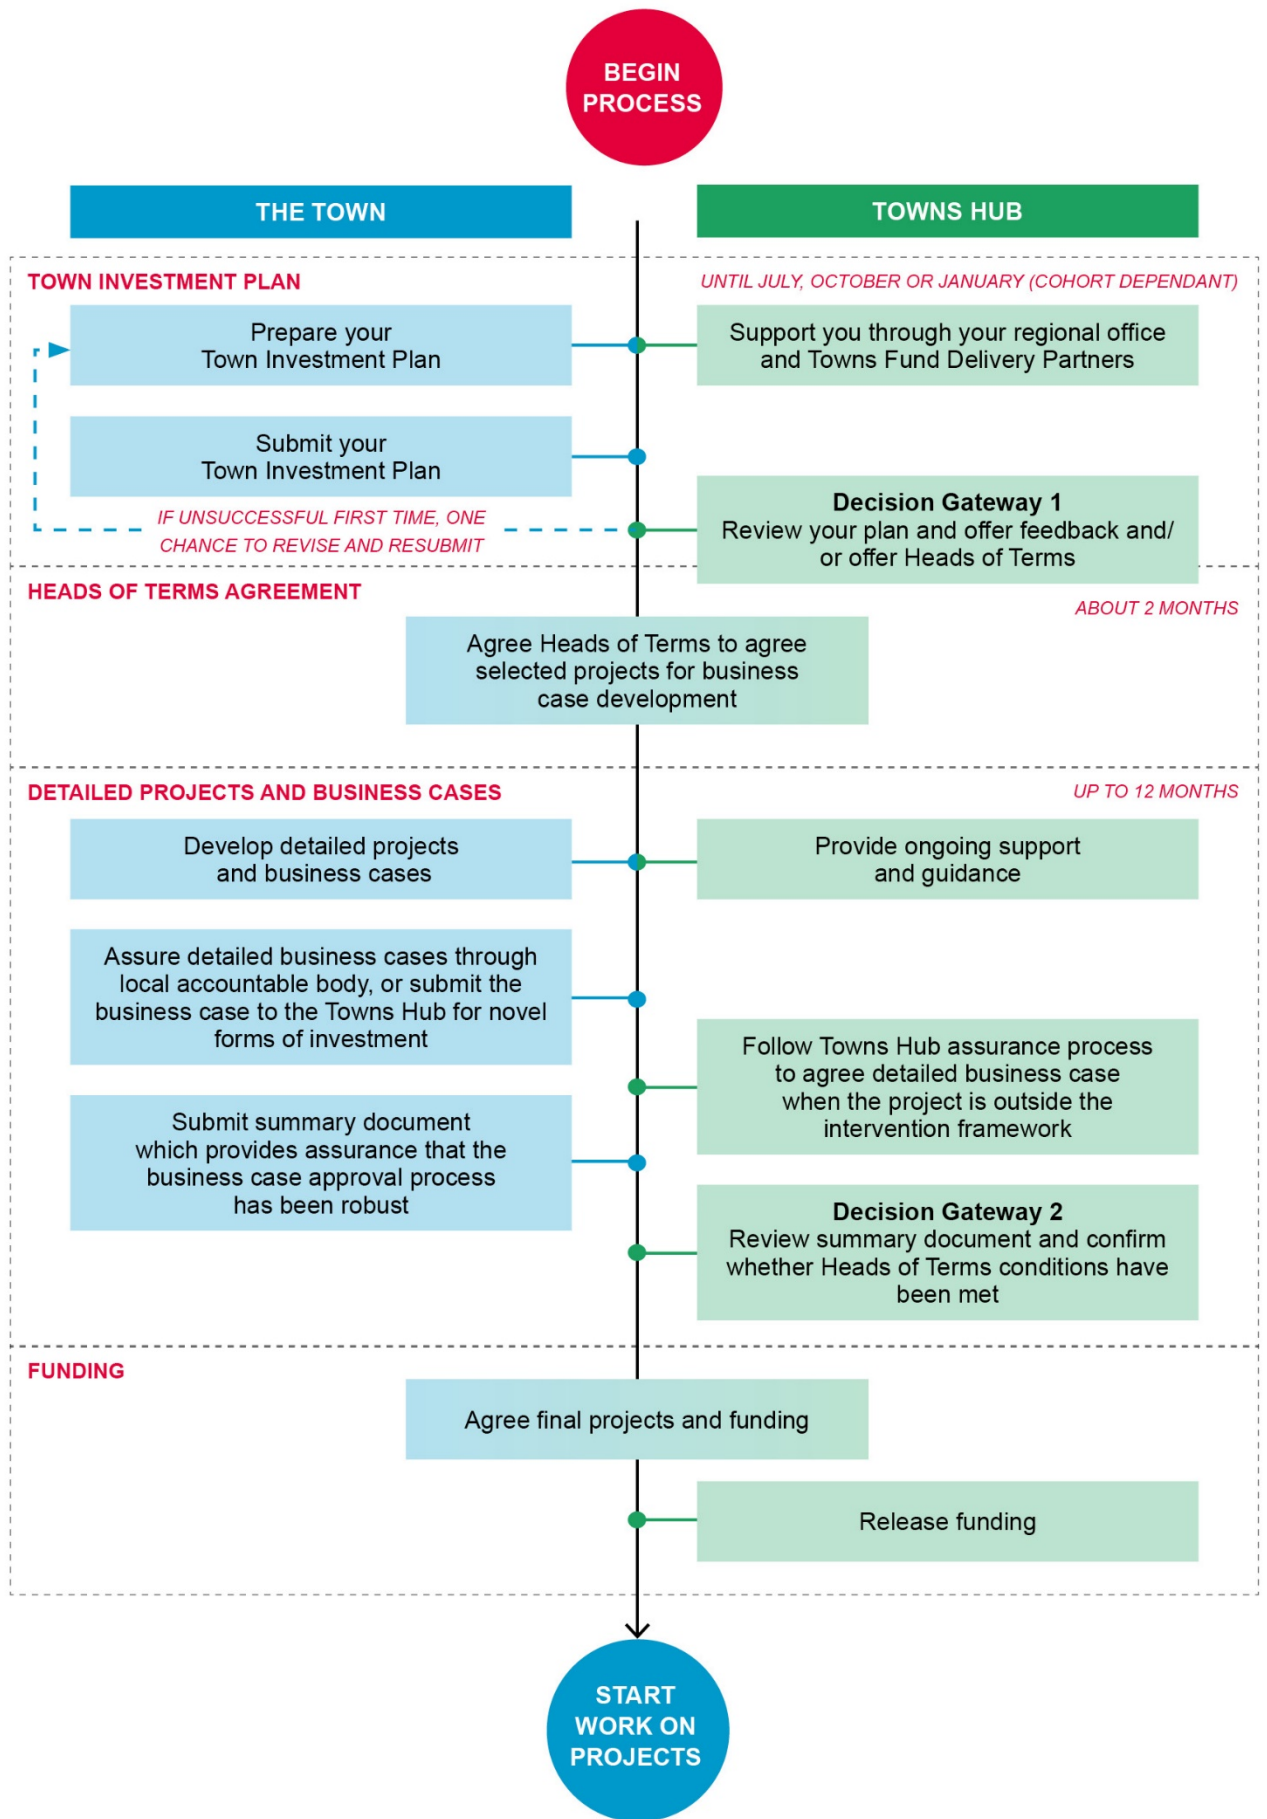 BEGIN
PROCESS
THE TOWN
TOWNS HUB
TOWN INVESTMENT PLAN
UNTIL JULY, OCTOBER OR JANUARY (COHORT DEPENDANT)
Prepare your
Town Investment Plan
Support you through your regional office
and Towns Fund Delivery Partners
Submit your
Town Investment Plan
IF UNSUCCESSFUL FIRST TIME, ONE
CHANCE TO REVISE AND RESUBMIT
Decision Gateway 1
Review your plan and offer feedback and/
or offer Heads of Terms
HEADS OF TERMS AGREEMENT
ABOUT 2 MONTHS
Agree Heads of Terms to agree
selected projects for business
case development
DETAILED PROJECTS AND BUSINESS CASES
UP TO 12 MONTHS
Develop detailed projects
and business cases
Provide ongoing support
and guidance
Assure detailed business cases through
local accountable body, or submit the
business case to the Towns Hub for novel
forms of investment
Follow Towns Hub assurance process
to agree detailed business case
when the project is outside the
intervention framework
Submit summary document
which provides assurance that the
business case approval process
has been robust
Decision Gateway 2
Review summary document and confirm
whether Heads of Terms conditions have
been met
FUNDING
Agree final projects and funding
Release funding
START
WORK ON
PROJECTS